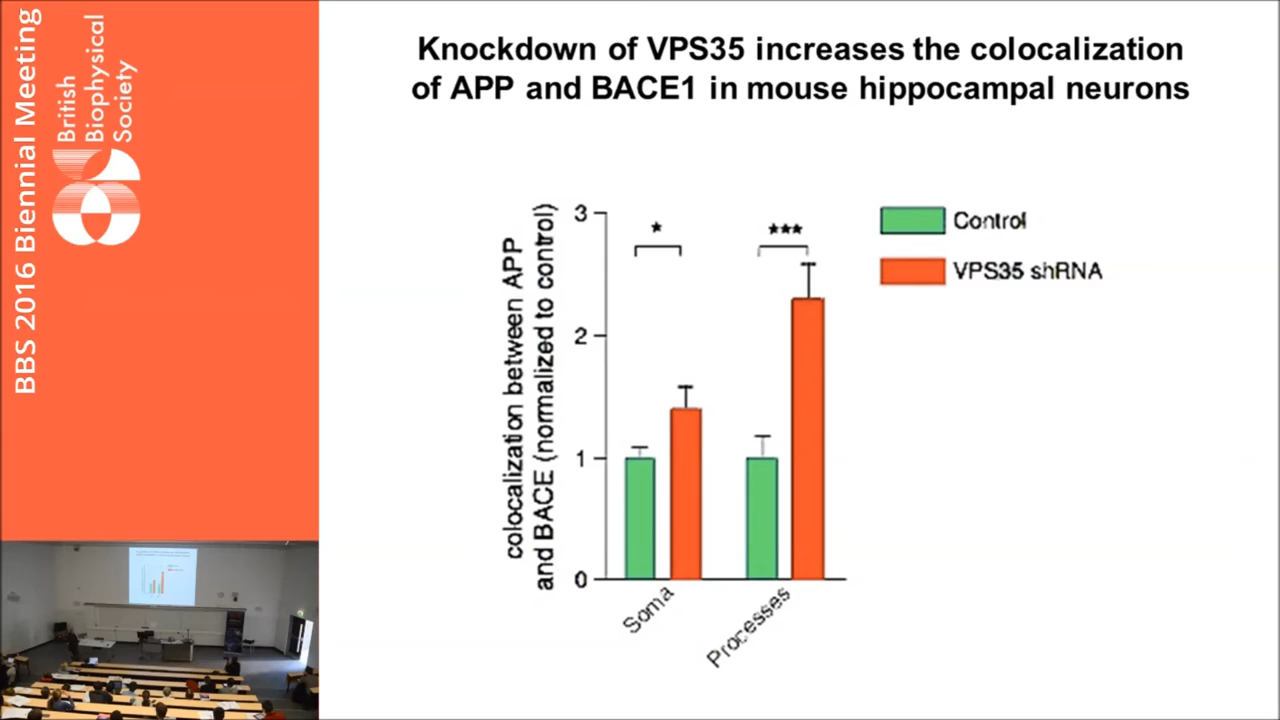 BBS 2016 Biennial Meeting
British
Biophysical
Society
Knockdown of VPS35 increases the colocalization
of APP and BACE1 in mouse hippocampal neurons
colocalization between APP
and BACE (normalized to control)
3
2
1
0
*
***
Soma
Processes
Control
VPS35 shRNA